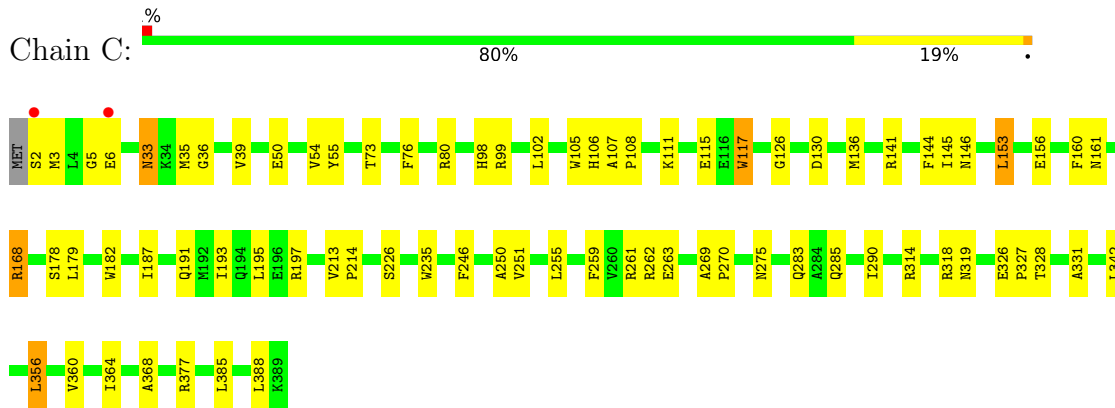 .%
Chain C:
80% 19% •
MET S2 M3 L4 G5 E6 N33 K34 M35 G36 V39 E50 V54 Y55 T73 F76 R80 H98 R99 L102 W105 H106 A107 P108 K111 E115 E116 W117 G126 D130 M136 R141 F144 I145 N146 L153 E156 F160 N161
R168 S178 L179 W182 I187 Q191 M192 I193 Q194 L195 E196 R197 V213 P214 S226 W235 F246 A250 V251 L255 F259 V260 R261 R262 E263 A269 P270 N275 Q283 A284 Q285 I290 R314 R318 N319 E326 P327 T328 A331 L342
L356 V360 I364 A368 R377 L385 L388 K389